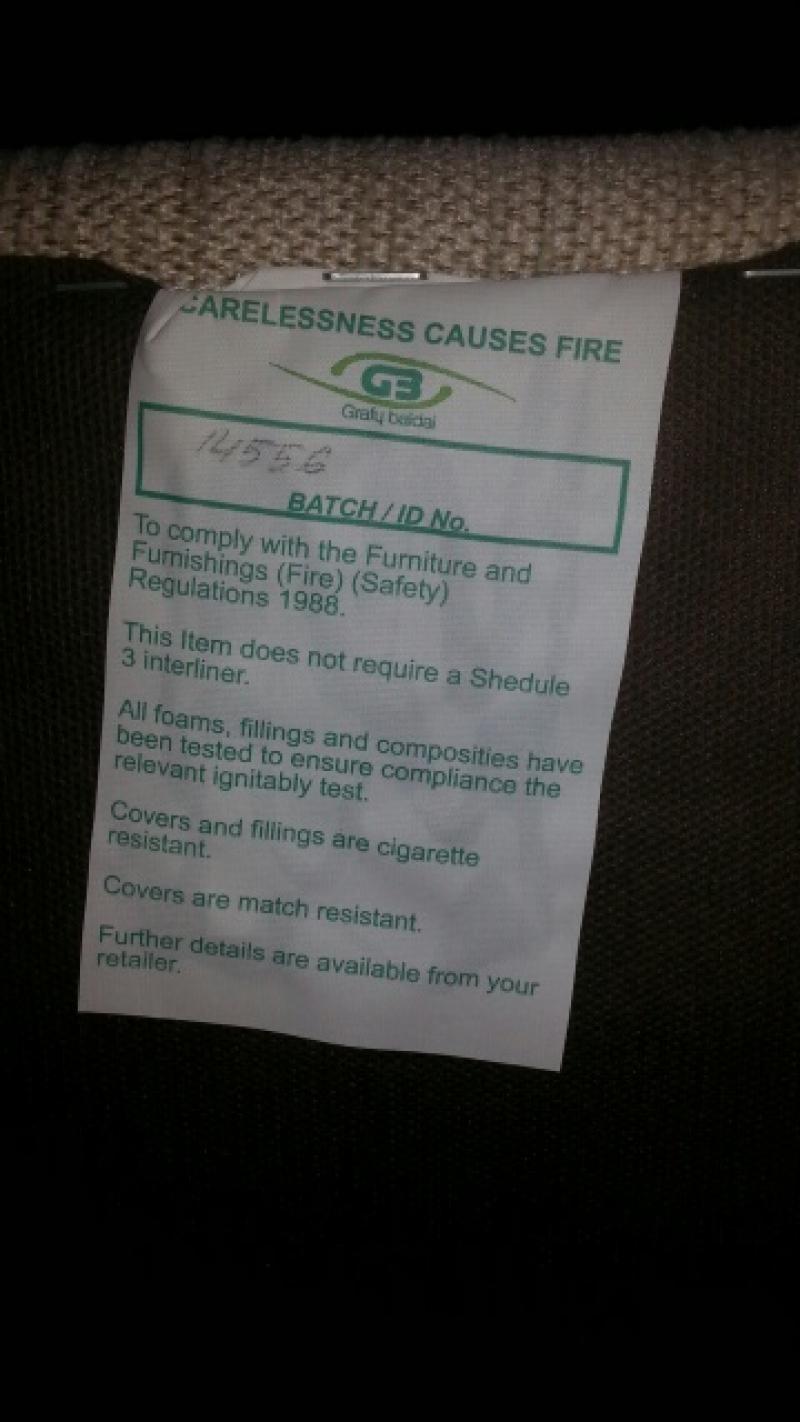 CARELESSNESS CAUSES FIRE
GB
Grafų baldai
14556
BATCH / ID No.
To comply with the Furniture and
Furnishings (Fire) (Safety)
Regulations 1988.
This Item does not require a Shedule
3 interliner.
All foams, fillings and composities have
been tested to ensure compliance the
relevant ignitably test.
Covers and fillings are cigarette
resistant.
Covers are match resistant.
Further details are available from your
retailer.